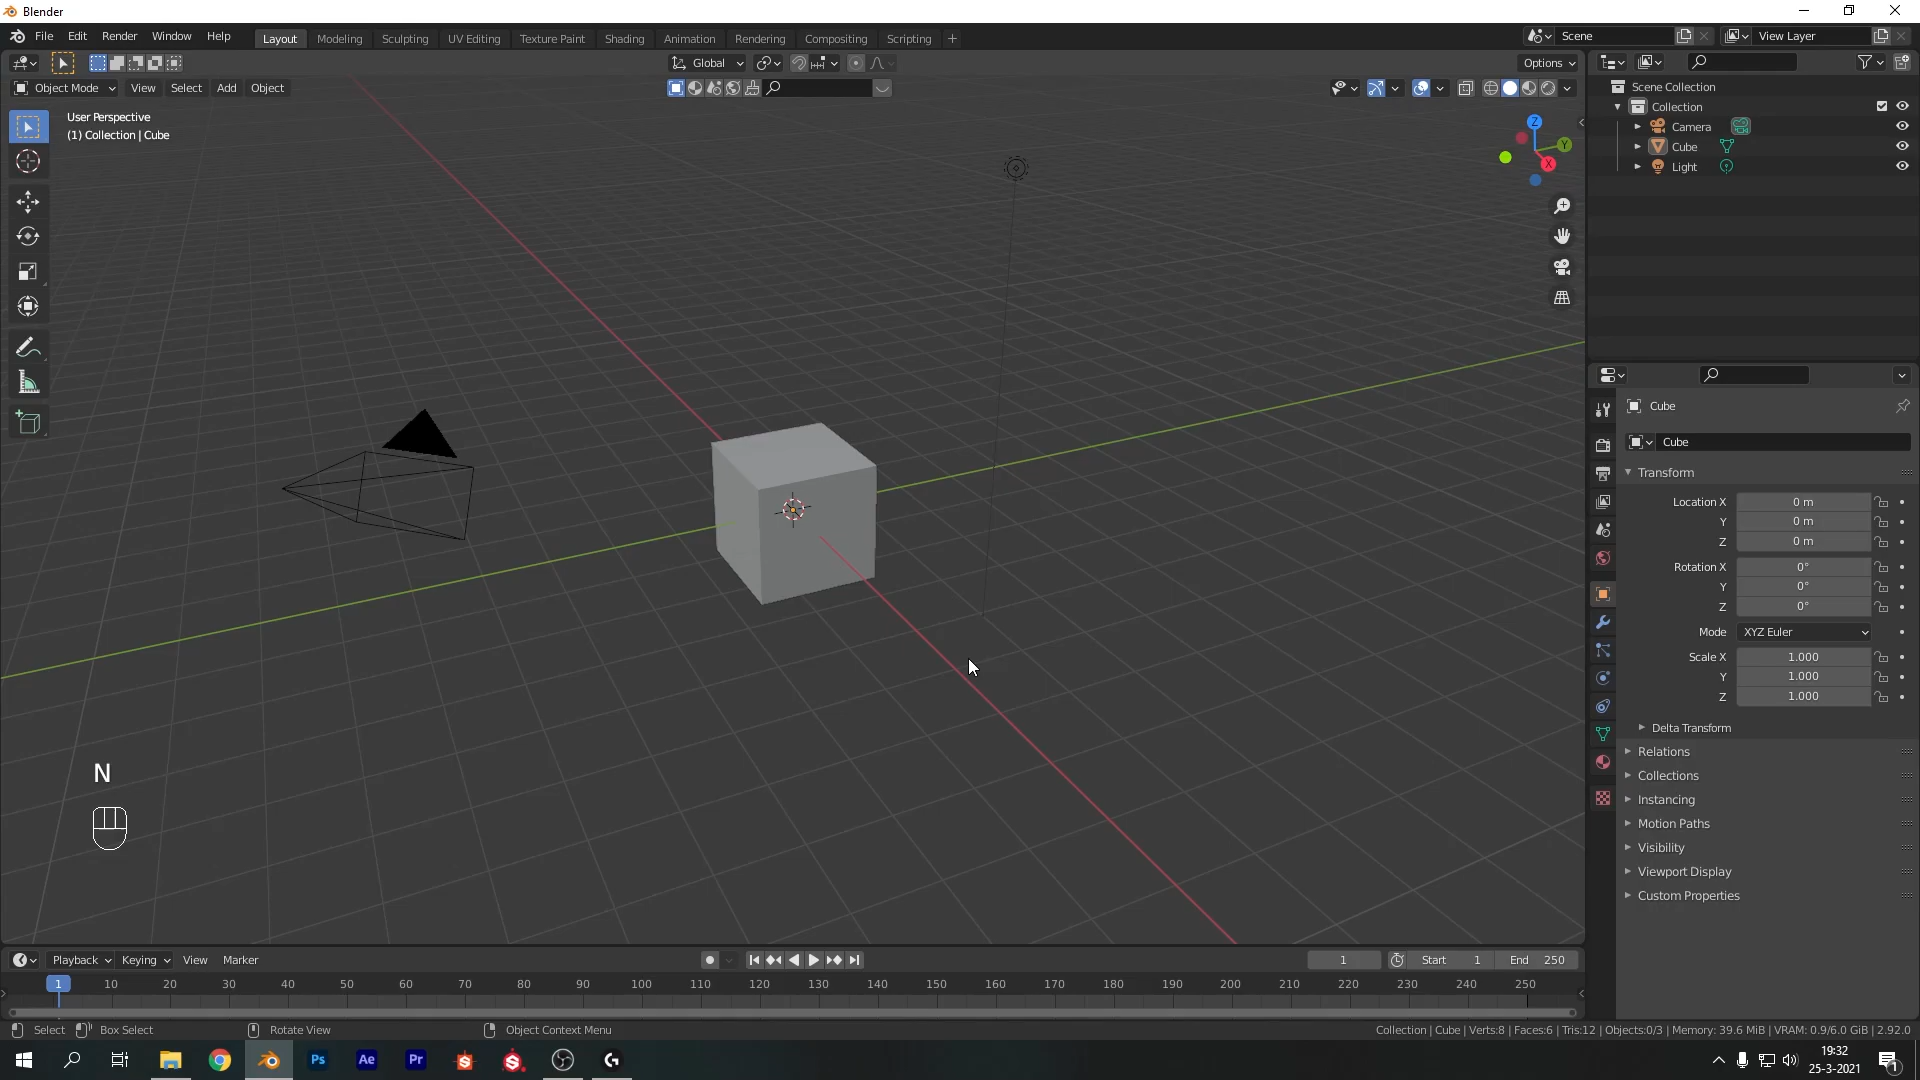 Blender
File Edit Render Window Help Layout Modeling Sculpting UV Editing Texture Paint Shading Animation Rendering Compositing Scripting + Scene View Layer
Global Options
Object Mode View Select Add Object
User Perspective
(1) Collection | Cube
Z
Y
X
Scene Collection
Collection
Camera
Cube
Light
Cube
Cube
Transform
Location X 0 m
Y 0 m
Z 0 m
Rotation X 0°
Y 0°
Z 0°
Mode XYZ Euler
Scale X 1.000
Y 1.000
Z 1.000
Delta Transform
Relations
Collections
Instancing
Motion Paths
Visibility
Viewport Display
Custom Properties
N
Playback Keying View Marker 1 Start 1 End 250
1 10 20 30 40 50 60 70 80 90 100 110 120 130 140 150 160 170 180 190 200 210 220 230 240 250
Select Box Select Rotate View Object Context Menu Collection | Cube | Verts:8 | Faces:6 | Tris:12 | Objects:0/3 | Memory: 39.6 MiB | VRAM: 0.9/6.0 GiB | 2.92.0
Ps Ae Pr
19:32
25-3-2021
1